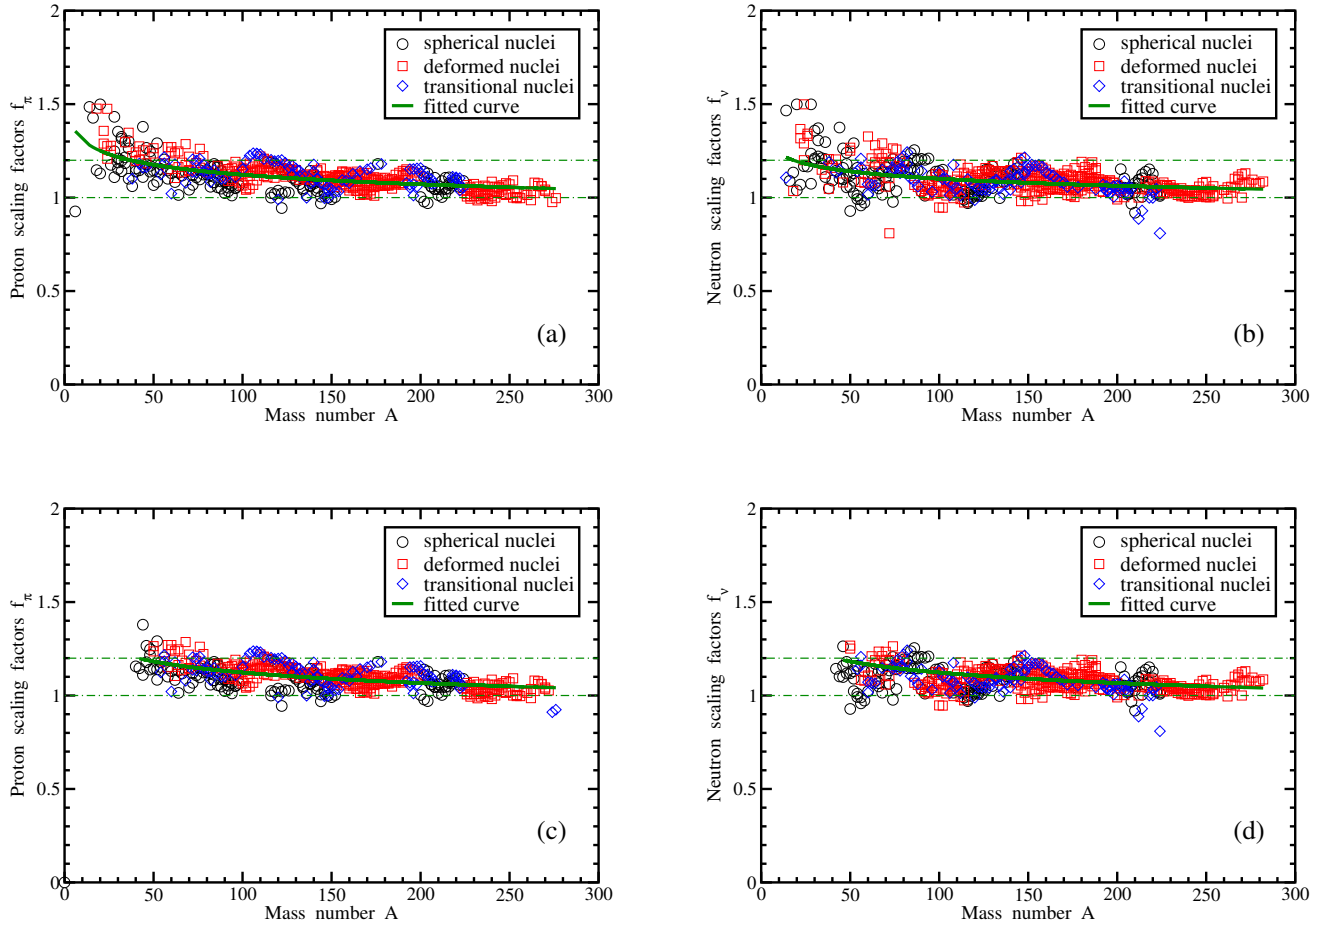 2
1.5
1
0.5
0
0
50
100
150
200
250
300
Mass number A
Proton scaling factors f_π
spherical nuclei
deformed nuclei
transitional nuclei
fitted curve
(a)
2
1.5
1
0.5
0
0
50
100
150
200
250
300
Mass number A
Neutron scaling factors f_ν
spherical nuclei
deformed nuclei
transitional nuclei
fitted curve
(b)
2
1.5
1
0.5
0
0
50
100
150
200
250
300
Mass number A
Proton scaling factors f_π
spherical nuclei
deformed nuclei
transitional nuclei
fitted curve
(c)
2
1.5
1
0.5
0
0
50
100
150
200
250
300
Mass number A
Neutron scaling factors f_ν
spherical nuclei
deformed nuclei
transitional nuclei
fitted curve
(d)